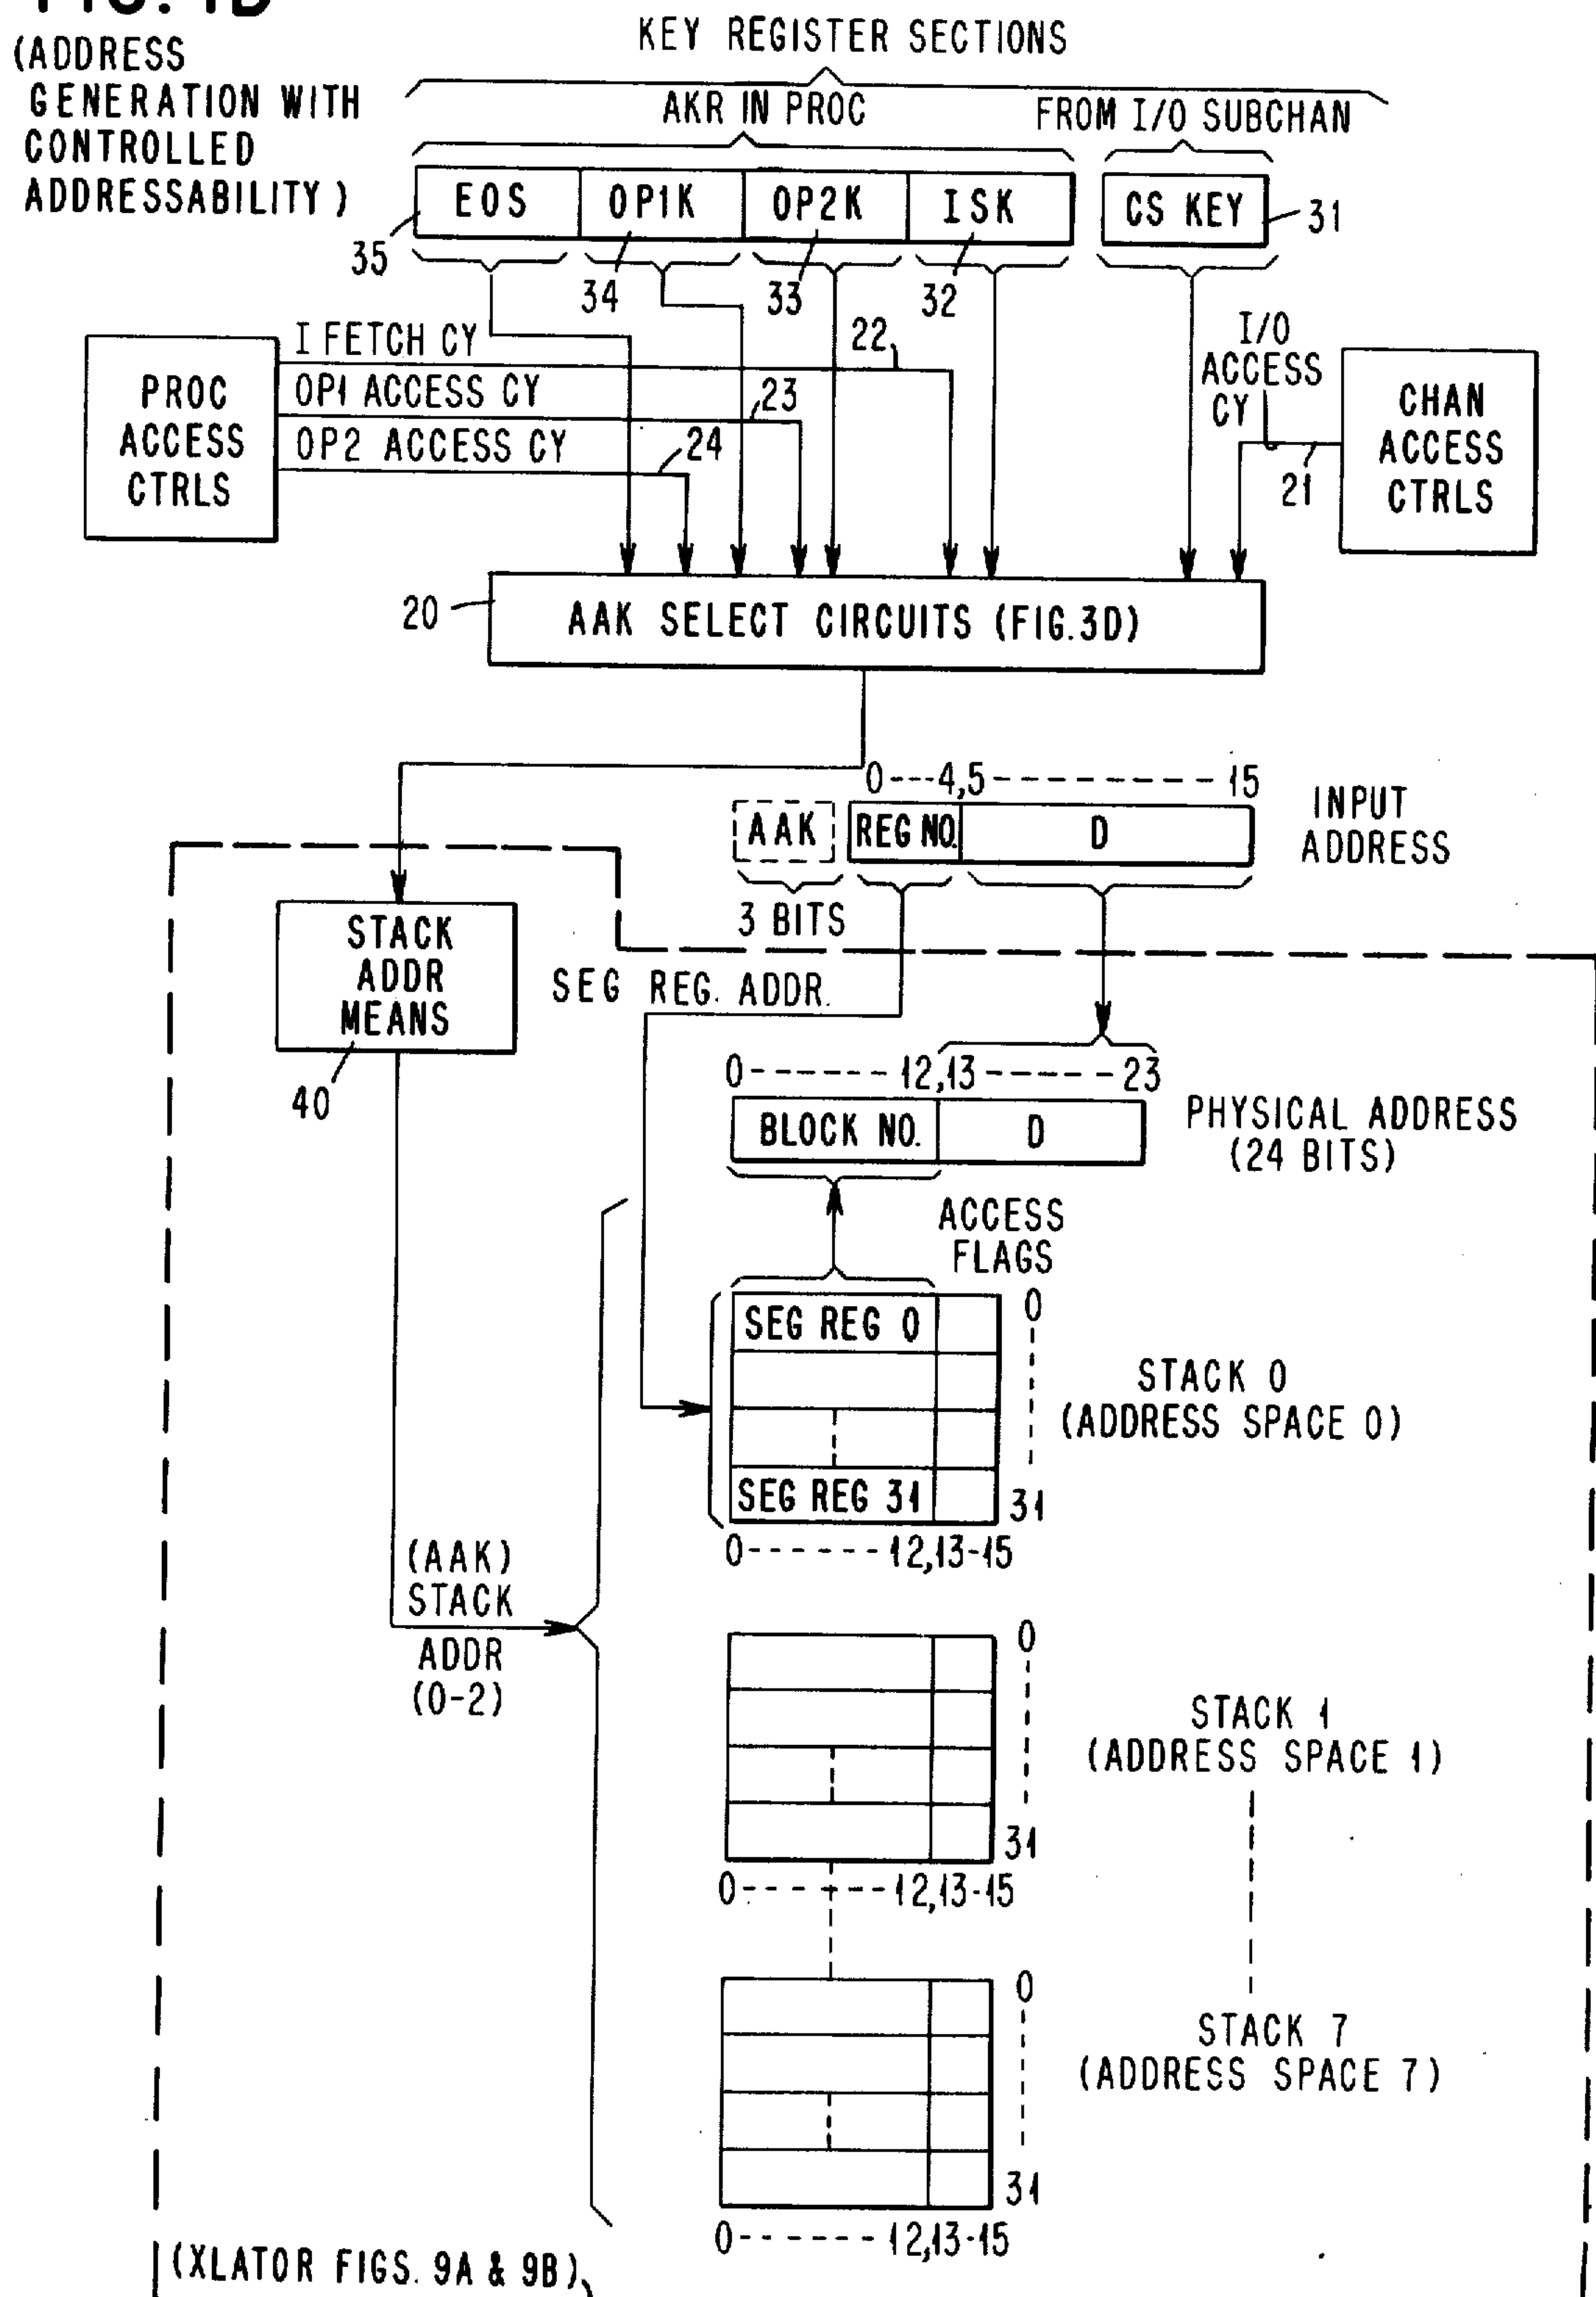 (ADDRESS
GENERATION WITH
CONTROLLED
ADDRESSABILITY)
KEY REGISTER SECTIONS
AKR IN PROC
FROM I/O SUBCHAN
EOS OP1K OP2K ISK CS KEY 31
35 34 33 32
PROC
ACCESS
CTRLS
I FETCH CY 22
OP1 ACCESS CY 23
OP2 ACCESS CY 24
I/O
ACCESS
CY
21
CHAN
ACCESS
CTRLS
20 AAK SELECT CIRCUITS (FIG.3D)
0---4,5---------15
AAK REG NO. D
INPUT
ADDRESS
3 BITS
STACK
ADDR
MEANS
40
SEG REG. ADDR.
0------12,13-----23
BLOCK NO. D
PHYSICAL ADDRESS
(24 BITS)
ACCESS
FLAGS
SEG REG 0
SEG REG 31
0
31
0------12,13-15
STACK 0
(ADDRESS SPACE 0)
(AAK)
STACK
ADDR
(0-2)
0
31
0------12,13-15
STACK 1
(ADDRESS SPACE 1)
0
31
0------12,13-15
STACK 7
(ADDRESS SPACE 7)
(XLATOR FIGS. 9A & 9B)